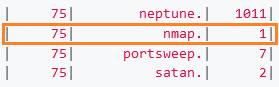 | 75| neptune.| 1011|
| 75| nmap.| 1|
| 75| portsweep.| 7|
| 75| satan.| 2|